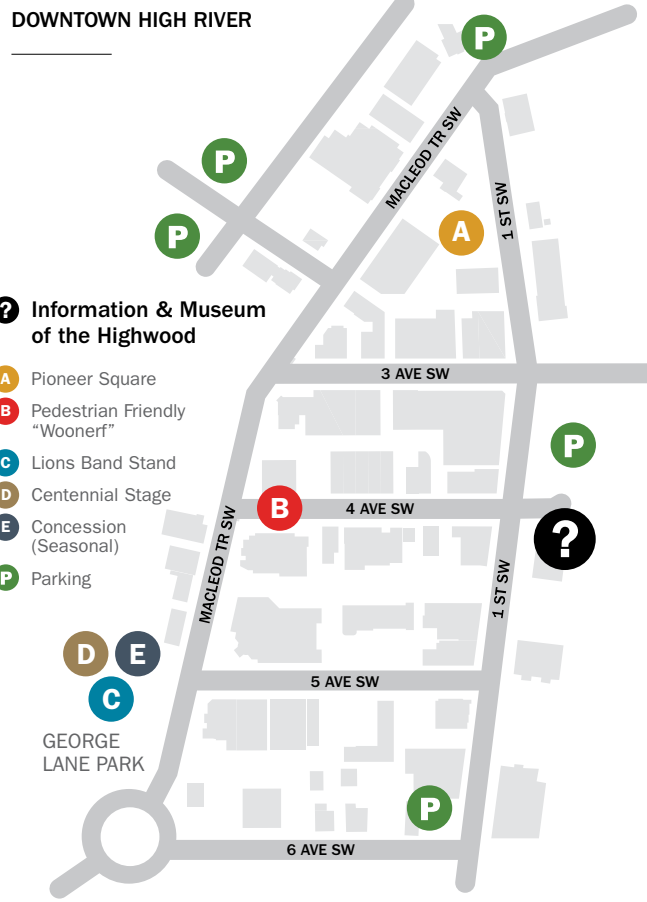 DOWNTOWN HIGH RIVER
P
P
P
MACLEOD TR SW
1 ST SW
A
? Information & Museum
of the Highwood
A Pioneer Square
B Pedestrian Friendly
“Woonerf”
C Lions Band Stand
D Centennial Stage
E Concession
(Seasonal)
P Parking
3 AVE SW
P
B
4 AVE SW
?
MACLEOD TR SW
1 ST SW
D
E
C
5 AVE SW
GEORGE
LANE PARK
P
6 AVE SW